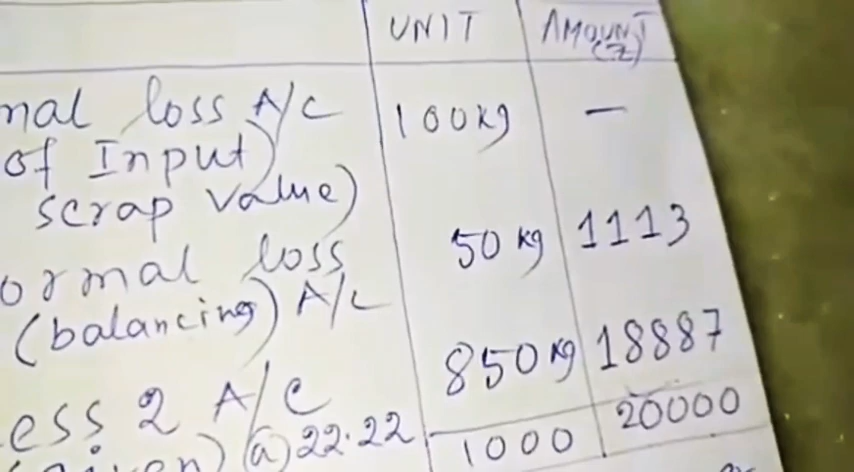 UNIT AMOUNT (₹)
mal loss A/C 100kg —
of Input)
scrap value)
ormal loss 50 kg 1113
(balancing) A/C
ess 2 A/C 850 kg 18887
@ 22.22 1000 20000